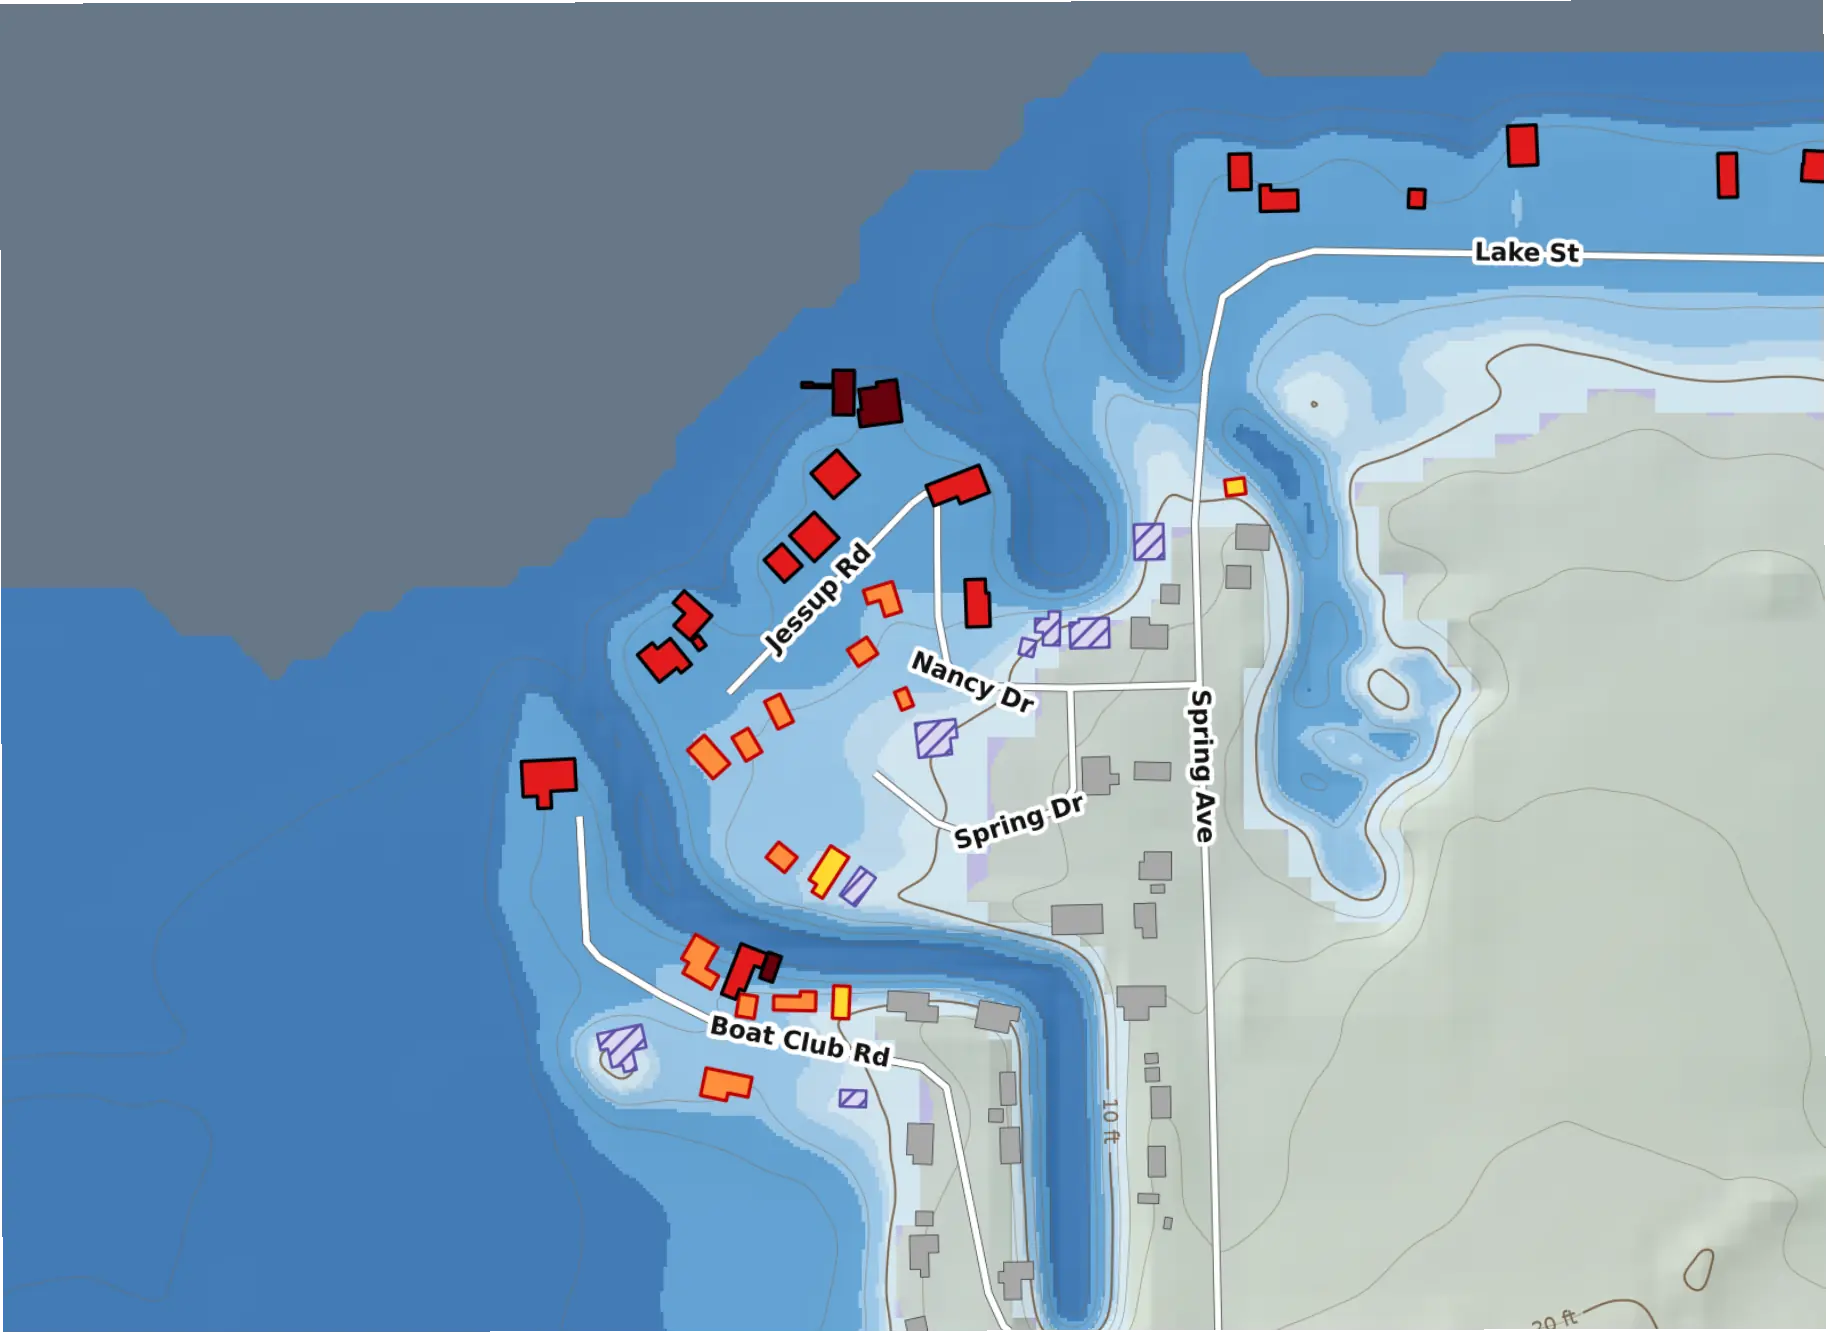 Lake St
Jessup Rd
Nancy Dr
Spring Ave
Spring Dr
Boat Club Rd
10 ft
20 ft